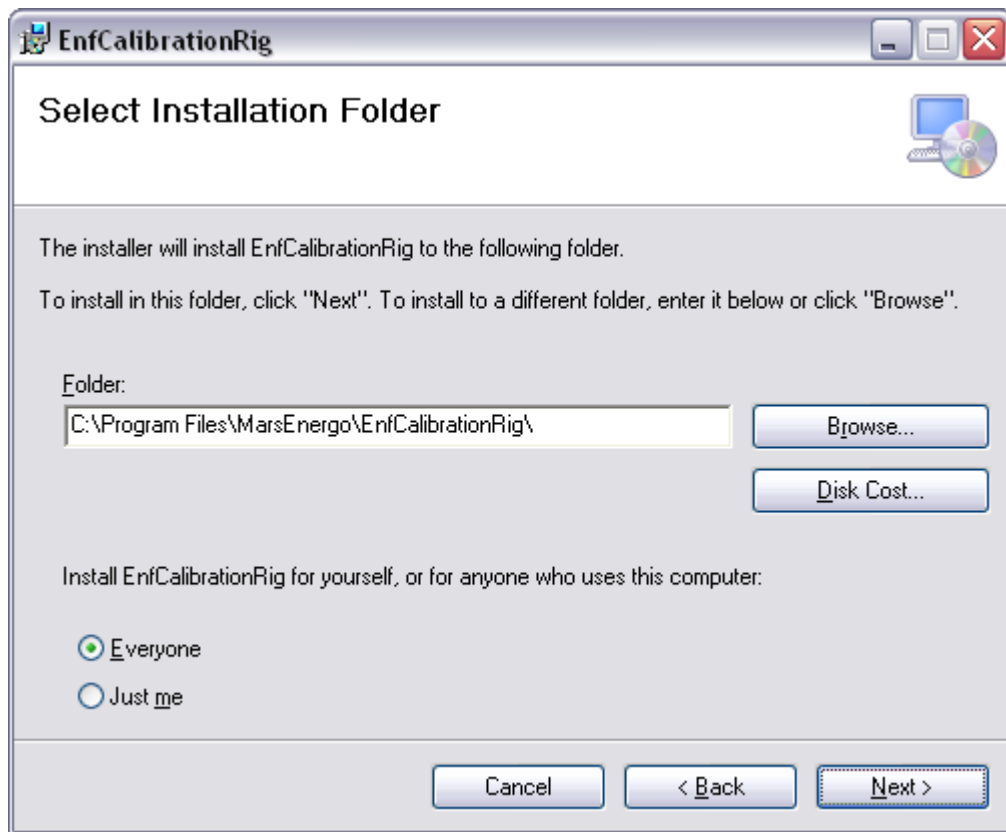 EnfCalibrationRig
Select Installation Folder
The installer will install EnfCalibrationRig to the following folder.
To install in this folder, click "Next". To install to a different folder, enter it below or click "Browse".
Folder:
C:\Program Files\MarsEnergo\EnfCalibrationRig\
Browse...
Disk Cost...
Install EnfCalibrationRig for yourself, or for anyone who uses this computer:
Everyone
Just me
Cancel
< Back
Next >